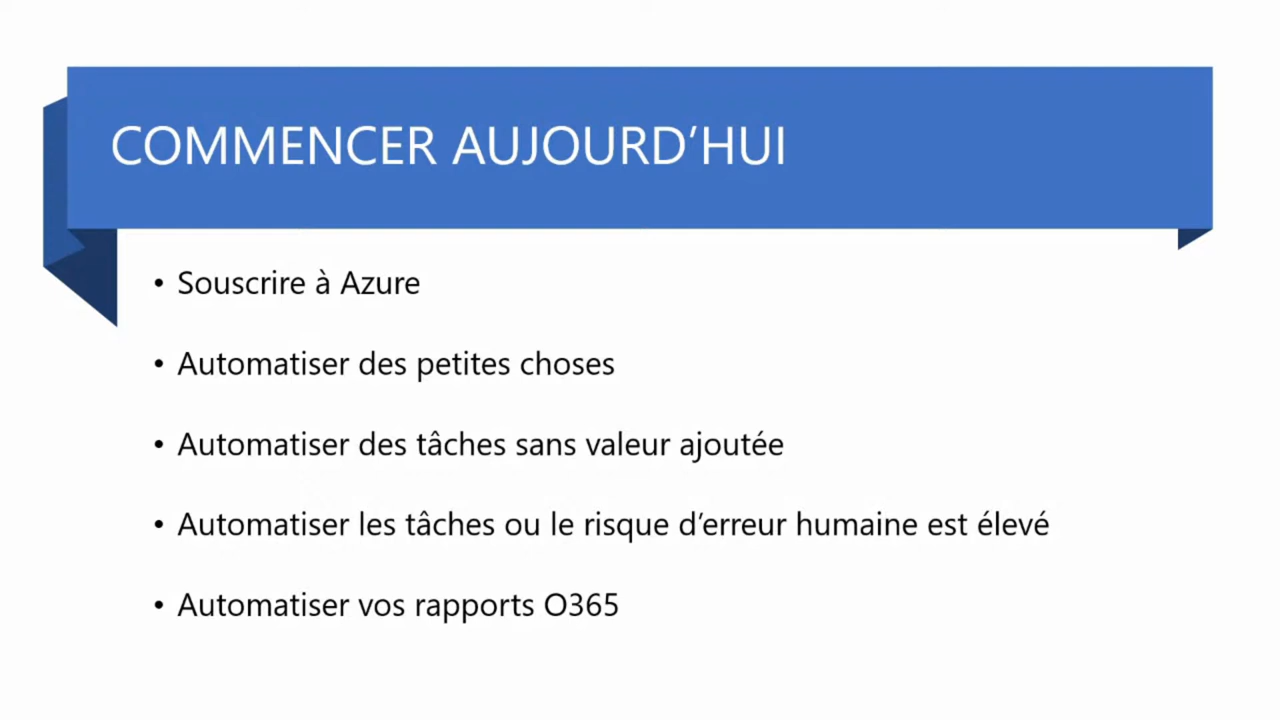 COMMENCER AUJOURD’HUI
• Souscrire à Azure
• Automatiser des petites choses
• Automatiser des tâches sans valeur ajoutée
• Automatiser les tâches ou le risque d’erreur humaine est élevé
• Automatiser vos rapports O365